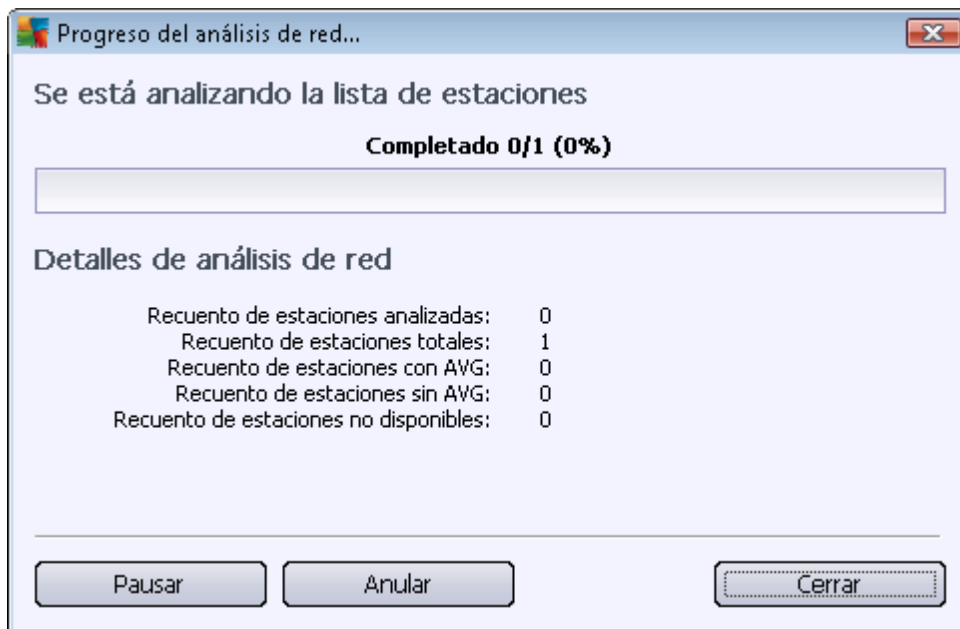 Progreso del análisis de red...
Se está analizando la lista de estaciones
Completado 0/1 (0%)
Detalles de análisis de red
Recuento de estaciones analizadas: 0
Recuento de estaciones totales: 1
Recuento de estaciones con AVG: 0
Recuento de estaciones sin AVG: 0
Recuento de estaciones no disponibles: 0
Pausar Anular Cerrar